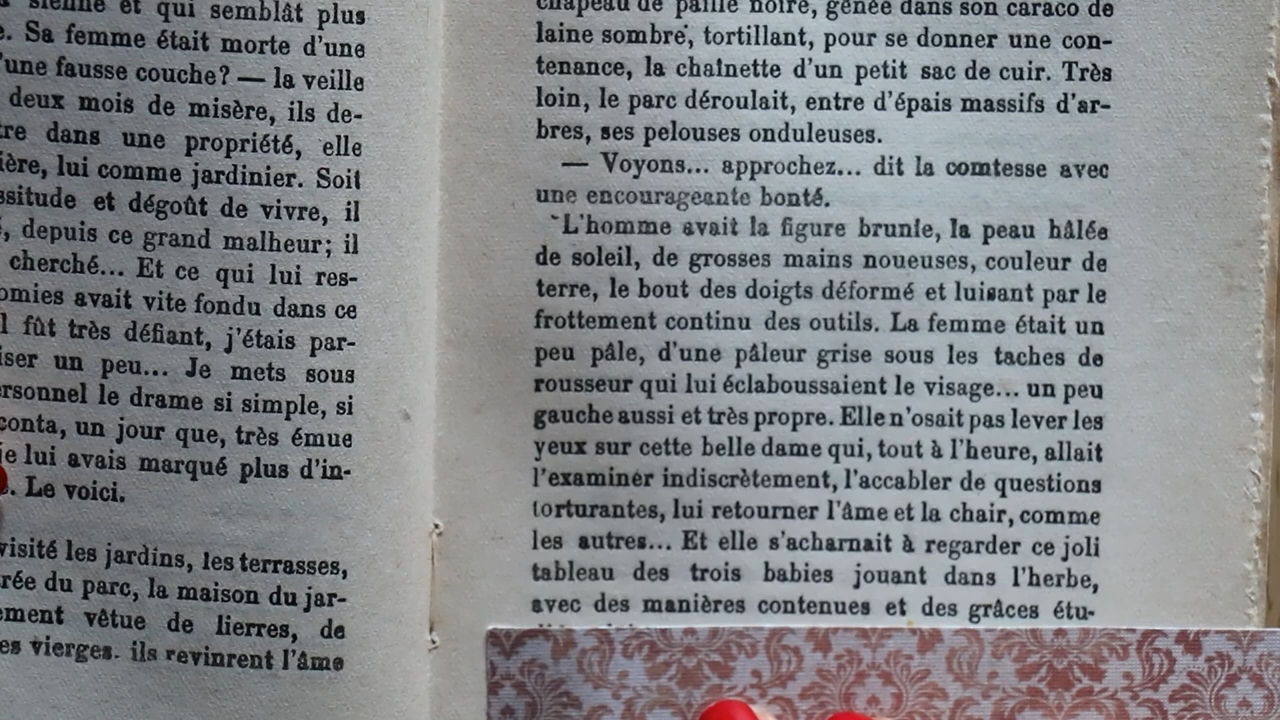 sienne et qui semblât plus
Sa femme était morte d'une
d'une fausse couche? — la veille
deux mois de misère, ils de-
dans une propriété, elle
lui comme jardinier. Soit
et dégoût de vivre, il
depuis ce grand malheur; il
cherché... Et ce qui lui res-
avait vite fondu dans ce
fût très défiant, j'étais par-
un peu... Je mets sous
le drame si simple, si
un jour que, très émue
je lui avais marqué plus d'in-
Le voici.
visité les jardins, les terrasses,
du parc, la maison du jar-
vêtue de lierres, de
vierges. ils revinrent l'âme
chapeau de paille noire, gênée dans son caraco de
laine sombre, tortillant, pour se donner une con-
tenance, la chaînette d'un petit sac de cuir. Très
loin, le parc déroulait, entre d'épais massifs d'ar-
bres, ses pelouses onduleuses.
— Voyons... approchez... dit la comtesse avec
une encourageante bonté.
L'homme avait la figure brunie, la peau hâlée
de soleil, de grosses mains noueuses, couleur de
terre, le bout des doigts déformé et luisant par le
frottement continu des outils. La femme était un
peu pâle, d'une pâleur grise sous les taches de
rousseur qui lui éclaboussaient le visage... un peu
gauche aussi et très propre. Elle n'osait pas lever les
yeux sur cette belle dame qui, tout à l'heure, allait
l'examiner indiscrètement, l'accabler de questions
torturantes, lui retourner l'âme et la chair, comme
les autres... Et elle s'acharnait à regarder ce joli
tableau des trois babies jouant dans l'herbe,
avec des manières contenues et des grâces étu-